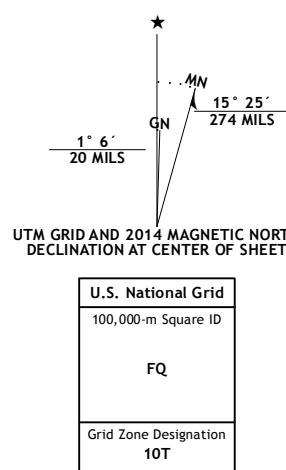 ★
MN
GN
15° 25´
274 MILS
1° 6´
20 MILS
UTM GRID AND 2014 MAGNETIC NORT
DECLINATION AT CENTER OF SHEET
U.S. National Grid
100,000-m Square ID
FQ
Grid Zone Designation
10T